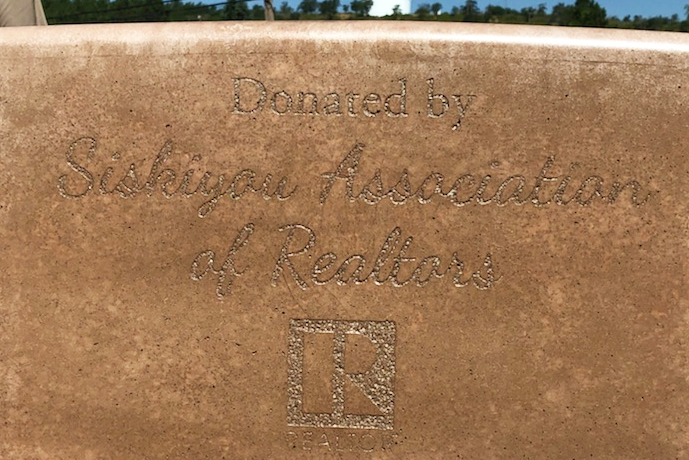 Donated by
Siskiyou Association
of Realtors
R
REALTOR